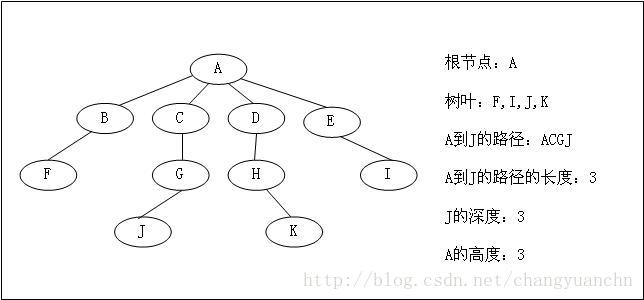 A
B C D E
F G H I
J K
根节点: A
树叶: F,I,J,K
A到J的路径: ACGJ
A到J的路径的长度: 3
J的深度: 3
A的高度: 3
http://blog.csdn.net/changyuanchn